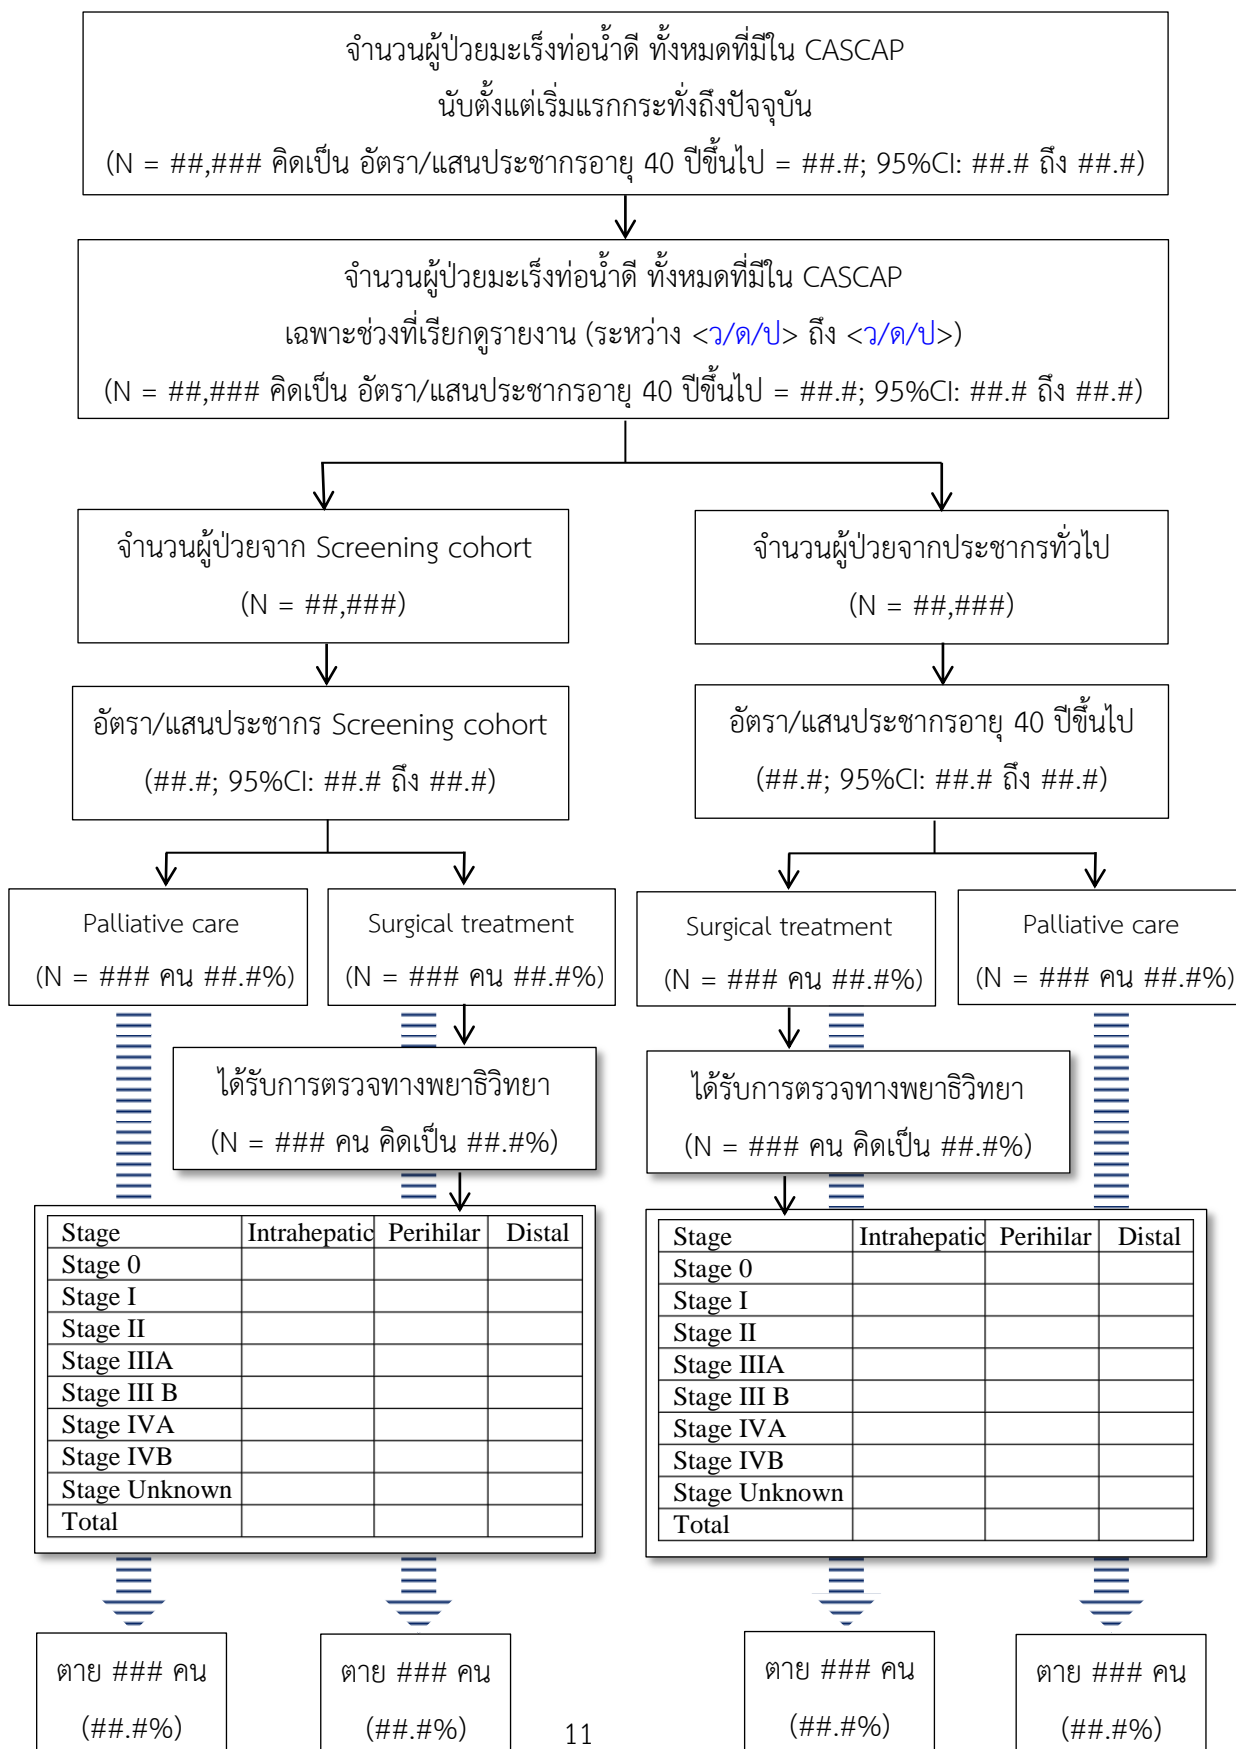 จำนวนผู้ป่วยมะเร็งท่อน้ำดี ทั้งหมดที่มีใน CASCAP
นับตั้งแต่เริ่มแรกกระทั่งถึงปัจจุบัน
(N = ##,### คิดเป็น อัตรา/แสนประชากรอายุ 40 ปีขึ้นไป = ##.#; 95%CI: ##.# ถึง ##.#)
จำนวนผู้ป่วยมะเร็งท่อน้ำดี ทั้งหมดที่มีใน CASCAP
เฉพาะช่วงที่เรียกดูรายงาน (ระหว่าง <ว/ด/ป> ถึง <ว/ด/ป>)
(N = ##,### คิดเป็น อัตรา/แสนประชากรอายุ 40 ปีขึ้นไป = ##.#; 95%CI: ##.# ถึง ##.#)
จำนวนผู้ป่วยจาก Screening cohort
(N = ##,###)
จำนวนผู้ป่วยจากประชากรทั่วไป
(N = ##,###)
อัตรา/แสนประชากร Screening cohort
(##.#; 95%CI: ##.# ถึง ##.#)
อัตรา/แสนประชากรอายุ 40 ปีขึ้นไป
(##.#; 95%CI: ##.# ถึง ##.#)
Palliative care
(N = ### คน ##.#%)
Surgical treatment
(N = ### คน ##.#%)
Surgical treatment
(N = ### คน ##.#%)
Palliative care
(N = ### คน ##.#%)
ได้รับการตรวจทางพยาธิวิทยา
(N = ### คน คิดเป็น ##.#%)
ได้รับการตรวจทางพยาธิวิทยา
(N = ### คน คิดเป็น ##.#%)
Stage Intrahepatic Perihilar Distal
Stage 0
Stage I
Stage II
Stage IIIA
Stage III B
Stage IVA
Stage IVB
Stage Unknown
Total
Stage Intrahepatic Perihilar Distal
Stage 0
Stage I
Stage II
Stage IIIA
Stage III B
Stage IVA
Stage IVB
Stage Unknown
Total
ตาย ### คน
(##.#%)
ตาย ### คน
(##.#%)
ตาย ### คน
(##.#%)
ตาย ### คน
(##.#%)
11